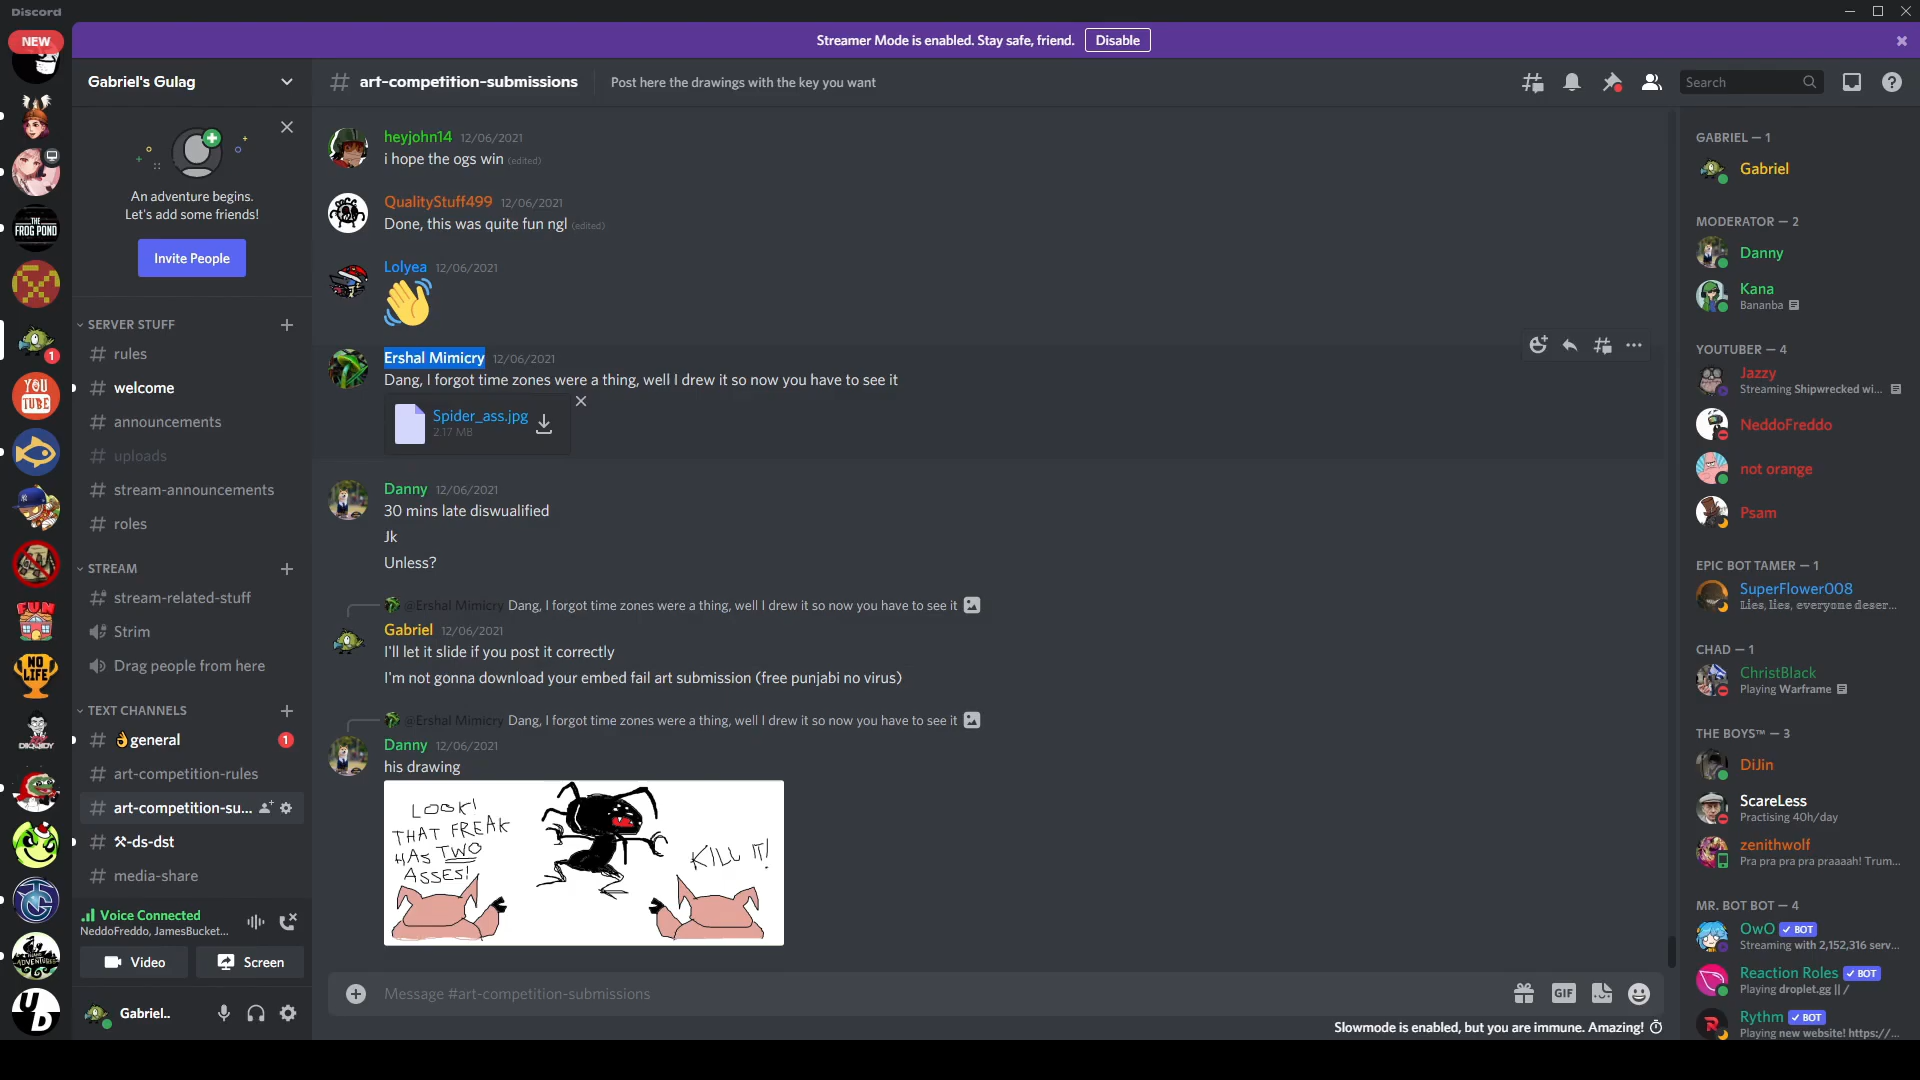 Discord
Streamer Mode is enabled. Stay safe, friend.
Disable
NEW
Gabriel's Gulag
art-competition-submissions
Post here the drawings with the key you want
Search
An adventure begins.
Let's add some friends!
Invite People
SERVER STUFF
rules
welcome
announcements
uploads
stream-announcements
roles
STREAM
stream-related-stuff
Strim
Drag people from here
TEXT CHANNELS
👌general
1
art-competition-rules
art-competition-su...
⚒-ds-dst
media-share
Voice Connected
NeddoFreddo, JamesBucket...
Video
Screen
Gabriel..
THE
FROG POND
1
YOU
TUBE
FUN
NO
LIFE
UD
heyjohn14 12/06/2021
i hope the ogs win (edited)
QualityStuff499 12/06/2021
Done, this was quite fun ngl (edited)
Lolyea 12/06/2021
👋
Ershal Mimicry 12/06/2021
Dang, I forgot time zones were a thing, well I drew it so now you have to see it
Spider_ass.jpg
2.17 MB
Danny 12/06/2021
30 mins late diswualified
Jk
Unless?
@Ershal Mimicry Dang, I forgot time zones were a thing, well I drew it so now you have to see it
Gabriel 12/06/2021
I'll let it slide if you post it correctly
I'm not gonna download your embed fail art submission (free punjabi no virus)
@Ershal Mimicry Dang, I forgot time zones were a thing, well I drew it so now you have to see it
Danny 12/06/2021
his drawing
LOOK!
THAT FREAK
HAS TWO
ASSES!
KILL IT!
Message #art-competition-submissions
GIF
Slowmode is enabled, but you are immune. Amazing!
GABRIEL — 1
Gabriel
MODERATOR — 2
Danny
Kana
Bananba
YOUTUBER — 4
Jazzy
Streaming Shipwrecked wi...
NeddoFreddo
not orange
Psam
EPIC BOT TAMER — 1
SuperFlower008
Lies, lies, everyone deser...
CHAD — 1
ChristBlack
Playing Warframe
THE BOYS™ — 3
DiJin
ScareLess
Practising 40h/day
zenithwolf
Pra pra pra pra praaaah! Trum...
MR. BOT BOT — 4
OwO ✓ BOT
Streaming with 2,152,316 serv...
Reaction Roles ✓ BOT
Playing droplet.gg || /
Rythm ✓ BOT
Playing new website! https://...